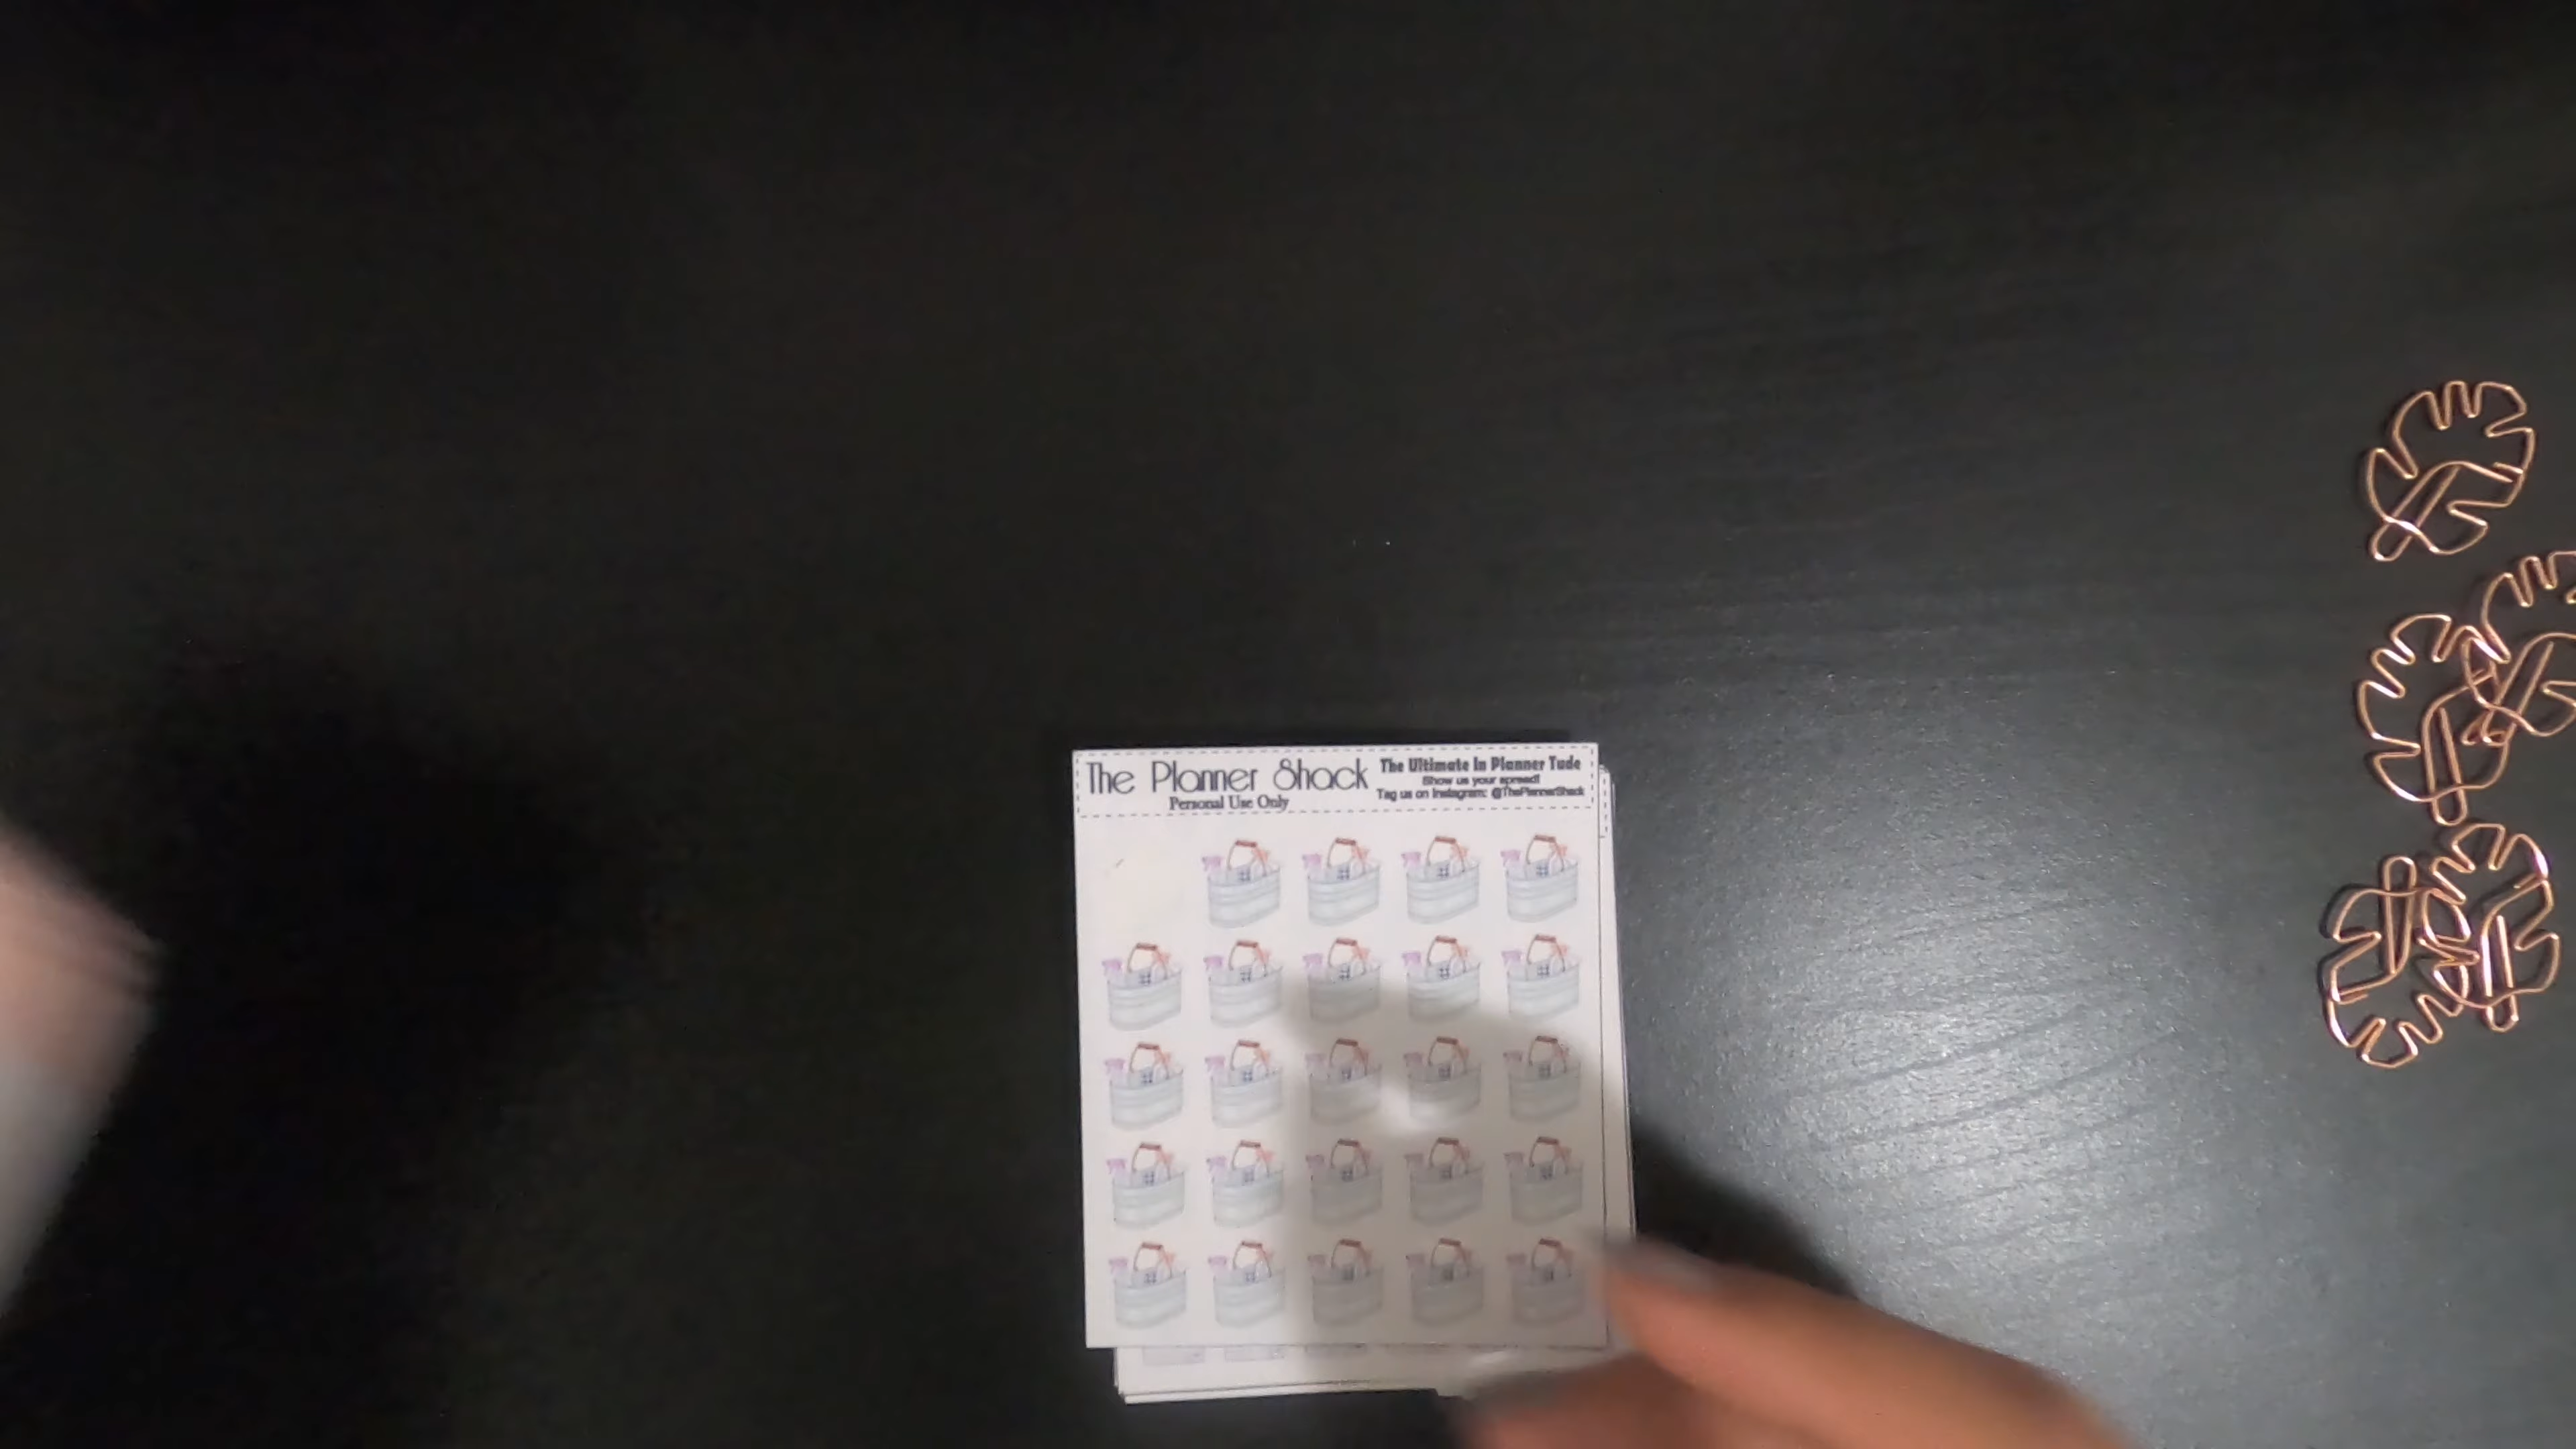 The Planner Shack
Personal Use Only
The Ultimate In Planner Tude
Show us your spread!
Tag us on Instagram: @ThePlannerShack